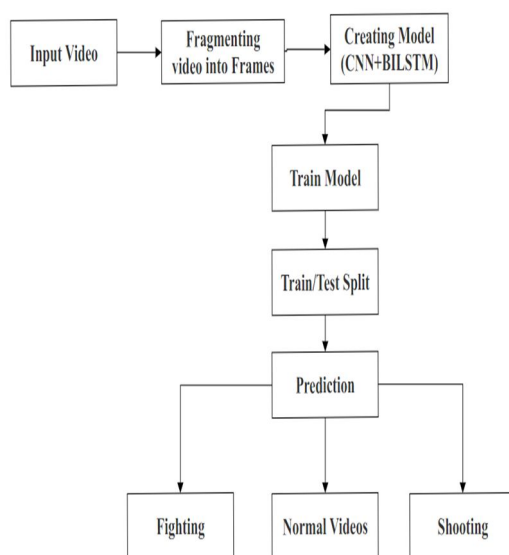 Input Video
Fragmenting
video into Frames
Creating Model
(CNN+BILSTM)
Train Model
Train/Test Split
Prediction
Fighting
Normal Videos
Shooting